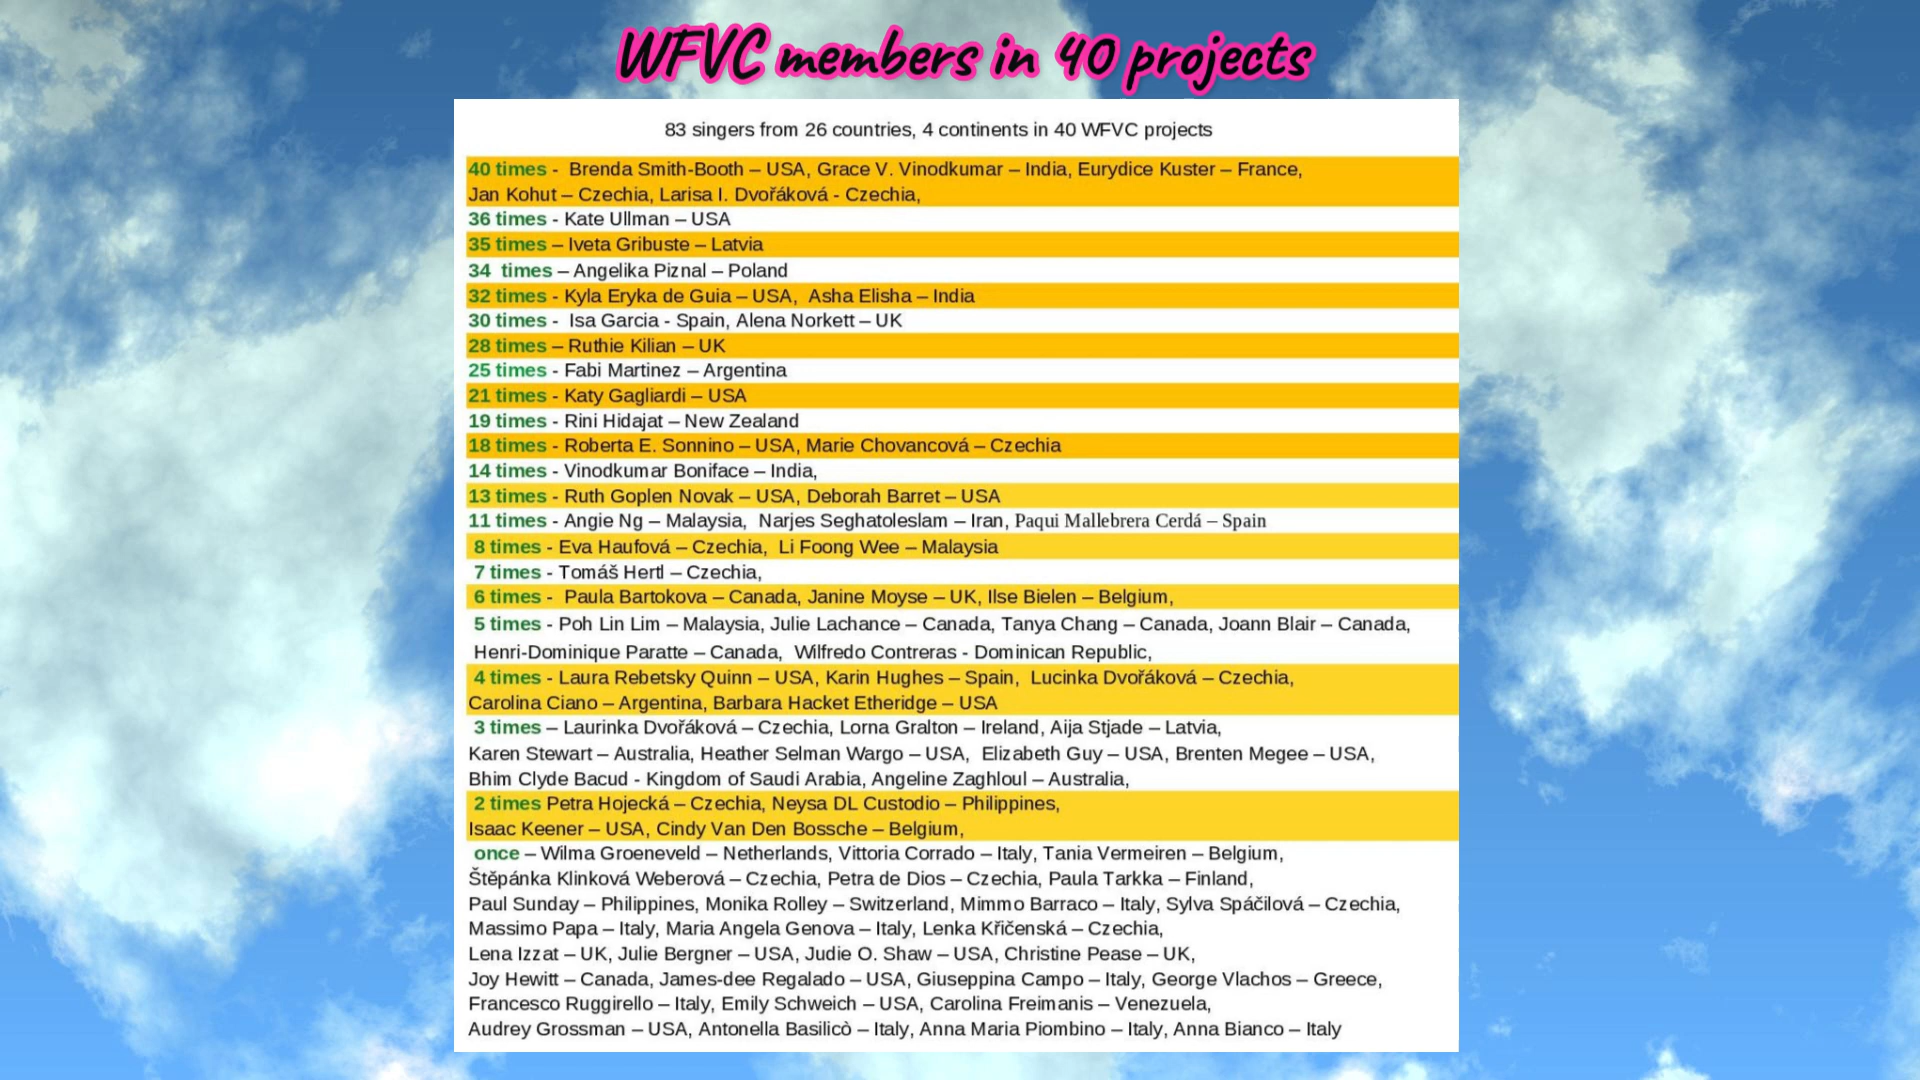 WFVC members in 40 projects
83 singers from 26 countries, 4 continents in 40 WFVC projects
40 times - Brenda Smith-Booth – USA, Grace V. Vinodkumar – India, Eurydice Kuster – France,
Jan Kohut – Czechia, Larisa I. Dvořáková - Czechia,
36 times - Kate Ullman – USA
35 times – Iveta Gribuste – Latvia
34 times – Angelika Piznal – Poland
32 times - Kyla Eryka de Guia – USA, Asha Elisha – India
30 times - Isa Garcia - Spain, Alena Norkett – UK
28 times – Ruthie Kilian – UK
25 times - Fabi Martinez – Argentina
21 times - Katy Gagliardi – USA
19 times - Rini Hidajat – New Zealand
18 times - Roberta E. Sonnino – USA, Marie Chovancová – Czechia
14 times - Vinodkumar Boniface – India,
13 times - Ruth Goplen Novak – USA, Deborah Barret – USA
11 times - Angie Ng – Malaysia, Narjes Seghatoleslam – Iran, Paqui Mallebrera Cerdá – Spain
8 times - Eva Haufová – Czechia, Li Foong Wee – Malaysia
7 times - Tomáš Hertl – Czechia,
6 times - Paula Bartokova – Canada, Janine Moyse – UK, Ilse Bielen – Belgium,
5 times - Poh Lin Lim – Malaysia, Julie Lachance – Canada, Tanya Chang – Canada, Joann Blair – Canada,
Henri-Dominique Paratte – Canada, Wilfredo Contreras - Dominican Republic,
4 times - Laura Rebetsky Quinn – USA, Karin Hughes – Spain, Lucinka Dvořáková – Czechia,
Carolina Ciano – Argentina, Barbara Hacket Etheridge – USA
3 times – Laurinka Dvořáková – Czechia, Lorna Gralton – Ireland, Aija Stjade – Latvia,
Karen Stewart – Australia, Heather Selman Wargo – USA, Elizabeth Guy – USA, Brenten Megee – USA,
Bhim Clyde Bacud - Kingdom of Saudi Arabia, Angeline Zaghloul – Australia,
2 times Petra Hojecká – Czechia, Neysa DL Custodio – Philippines,
Isaac Keener – USA, Cindy Van Den Bossche – Belgium,
once – Wilma Groeneveld – Netherlands, Vittoria Corrado – Italy, Tania Vermeiren – Belgium,
Štěpánka Klinková Weberová – Czechia, Petra de Dios – Czechia, Paula Tarkka – Finland,
Paul Sunday – Philippines, Monika Rolley – Switzerland, Mimmo Barraco – Italy, Sylva Spáčilová – Czechia,
Massimo Papa – Italy, Maria Angela Genova – Italy, Lenka Křičenská – Czechia,
Lena Izzat – UK, Julie Bergner – USA, Judie O. Shaw – USA, Christine Pease – UK,
Joy Hewitt – Canada, James-dee Regalado – USA, Giuseppina Campo – Italy, George Vlachos – Greece,
Francesco Ruggirello – Italy, Emily Schweich – USA, Carolina Freimanis – Venezuela,
Audrey Grossman – USA, Antonella Basilicò – Italy, Anna Maria Piombino – Italy, Anna Bianco – Italy